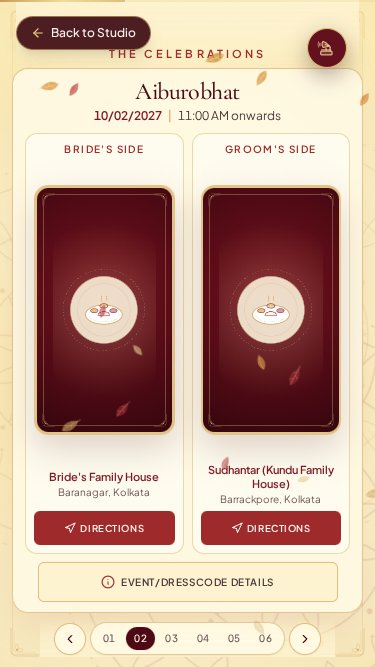 Back to Studio
THE CELEBRATIONS
Aiburobhat
10/02/2027 | 11:00 AM onwards
BRIDE'S SIDE
GROOM'S SIDE
Bride's Family House
Baranagar, Kolkata
Sudhantar (Kundu Family
House)
Barrackpore, Kolkata
DIRECTIONS
DIRECTIONS
EVENT/DRESSCODE DETAILS
01 02 03 04 05 06